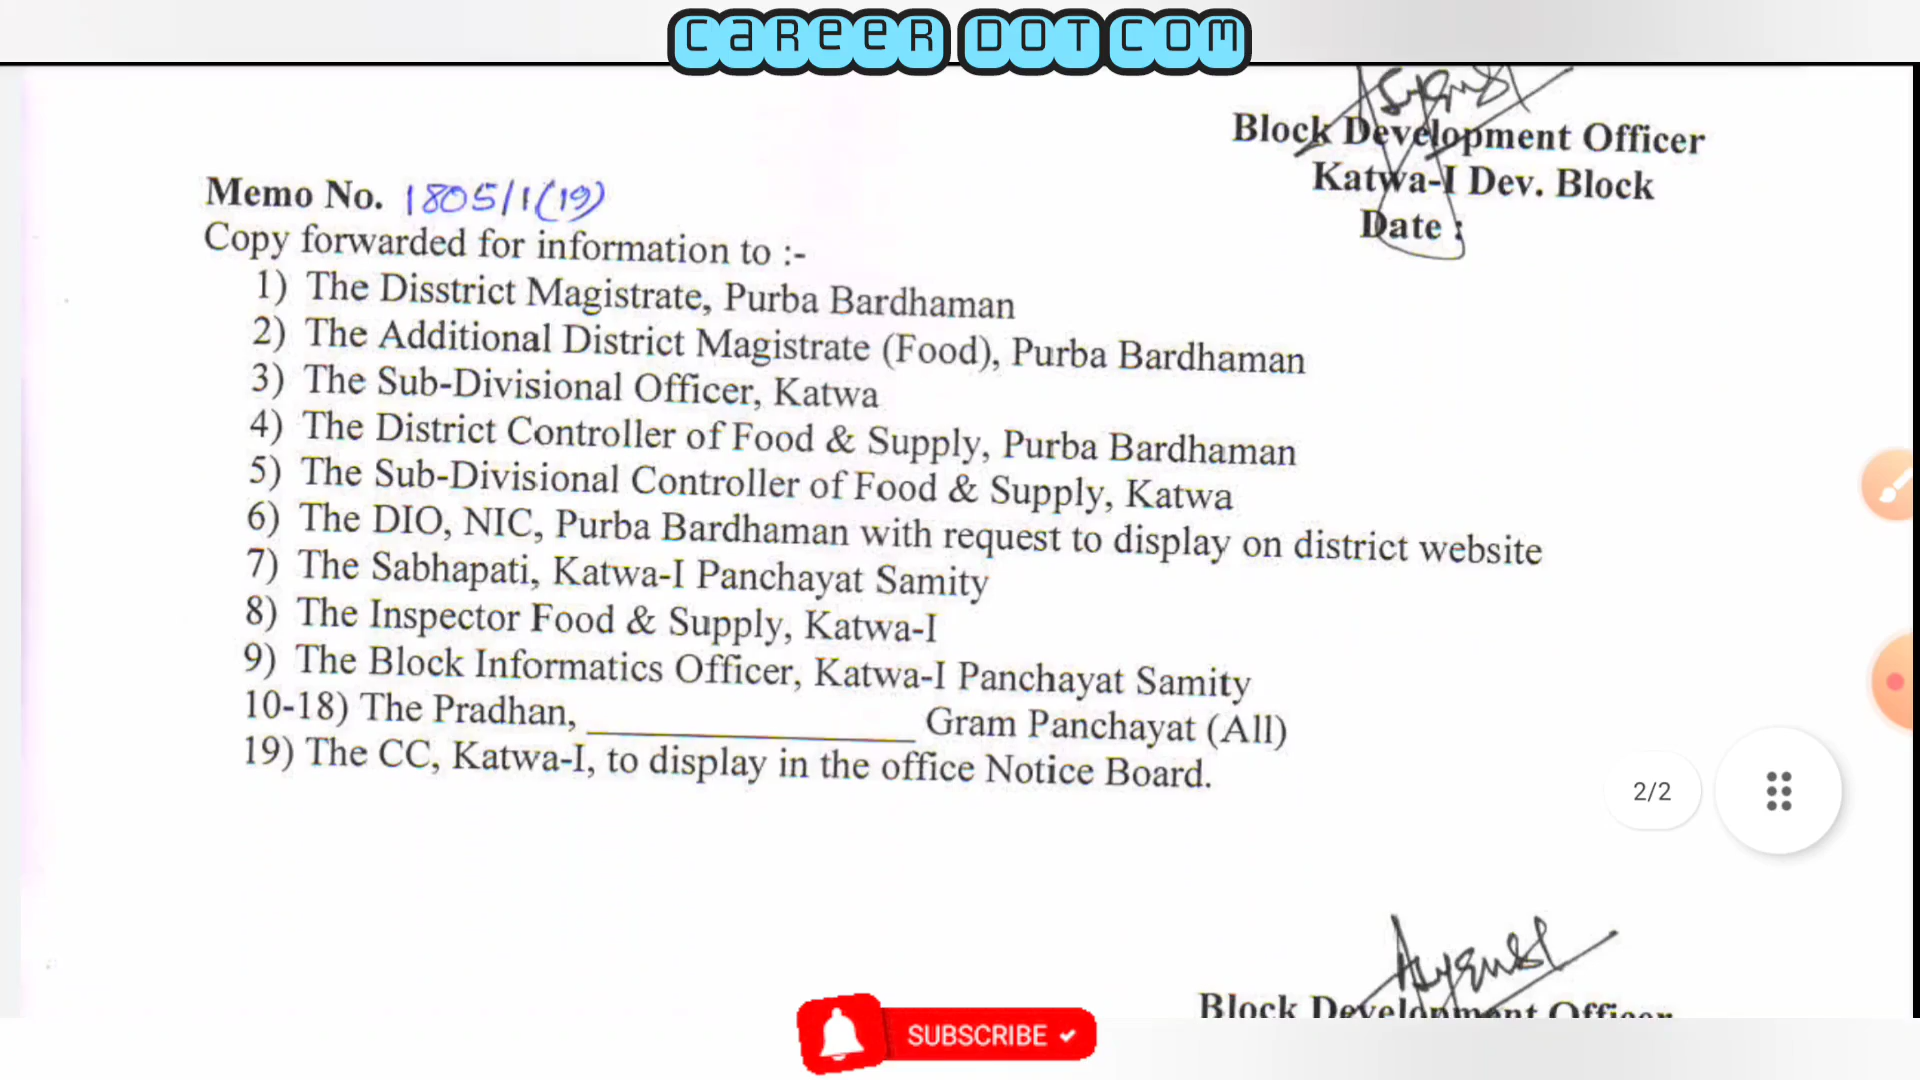 CAREER DOTCOM
Block Development Officer
Katwa-I Dev. Block
Date :
Memo No. 1805/1(19)
Copy forwarded for information to :-
1) The Disstrict Magistrate, Purba Bardhaman
2) The Additional District Magistrate (Food), Purba Bardhaman
3) The Sub-Divisional Officer, Katwa
4) The District Controller of Food & Supply, Purba Bardhaman
5) The Sub-Divisional Controller of Food & Supply, Katwa
6) The DIO, NIC, Purba Bardhaman with request to display on district website
7) The Sabhapati, Katwa-I Panchayat Samity
8) The Inspector Food & Supply, Katwa-I
9) The Block Informatics Officer, Katwa-I Panchayat Samity
10-18) The Pradhan, ________________ Gram Panchayat (All)
19) The CC, Katwa-I, to display in the office Notice Board.
2/2
Block Development Officer
SUBSCRIBE